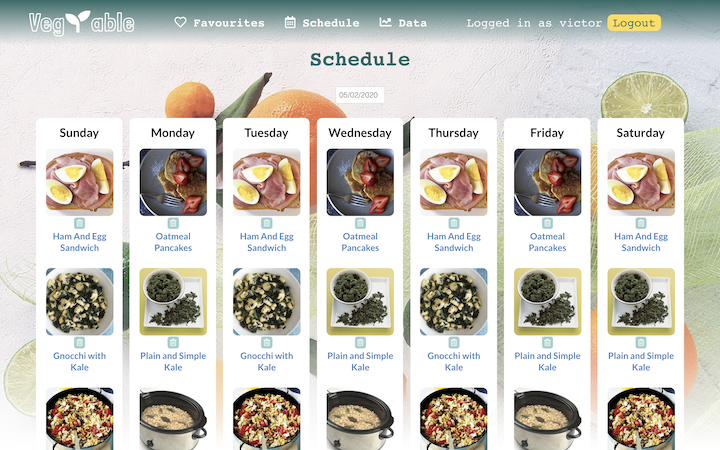 Vegtable
Favourites
Schedule
Data
Logged in as victor
Logout
Schedule
05/02/2020
Sunday
Monday
Tuesday
Wednesday
Thursday
Friday
Saturday
Ham And Egg
Sandwich
Oatmeal
Pancakes
Ham And Egg
Sandwich
Oatmeal
Pancakes
Ham And Egg
Sandwich
Oatmeal
Pancakes
Ham And Egg
Sandwich
Gnocchi with
Kale
Plain and Simple
Kale
Gnocchi with
Kale
Plain and Simple
Kale
Gnocchi with
Kale
Plain and Simple
Kale
Plain and Simple
Kale